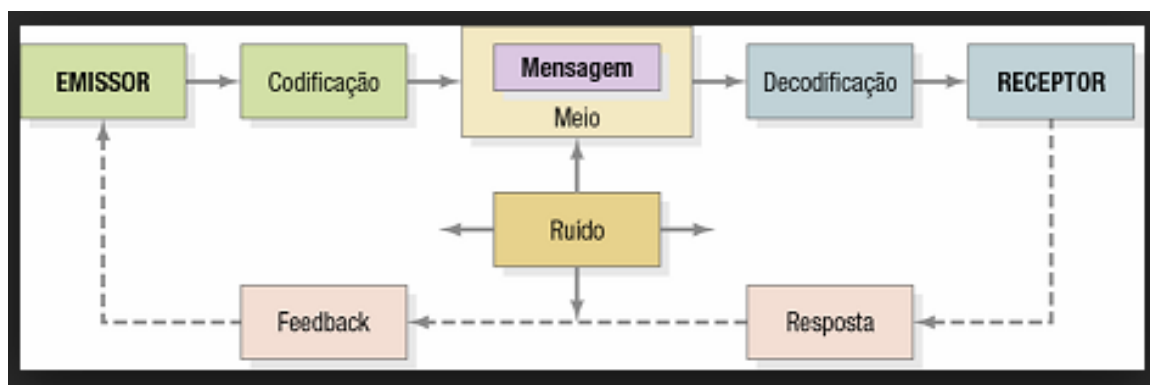 EMISSOR
Codificação
Mensagem
Meio
Decodificação
RECEPTOR
Ruído
Feedback
Resposta